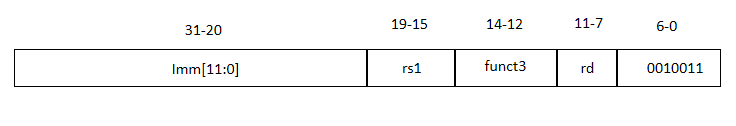 31-20 19-15 14-12 11-7 6-0
Imm[11:0] rs1 funct3 rd 0010011